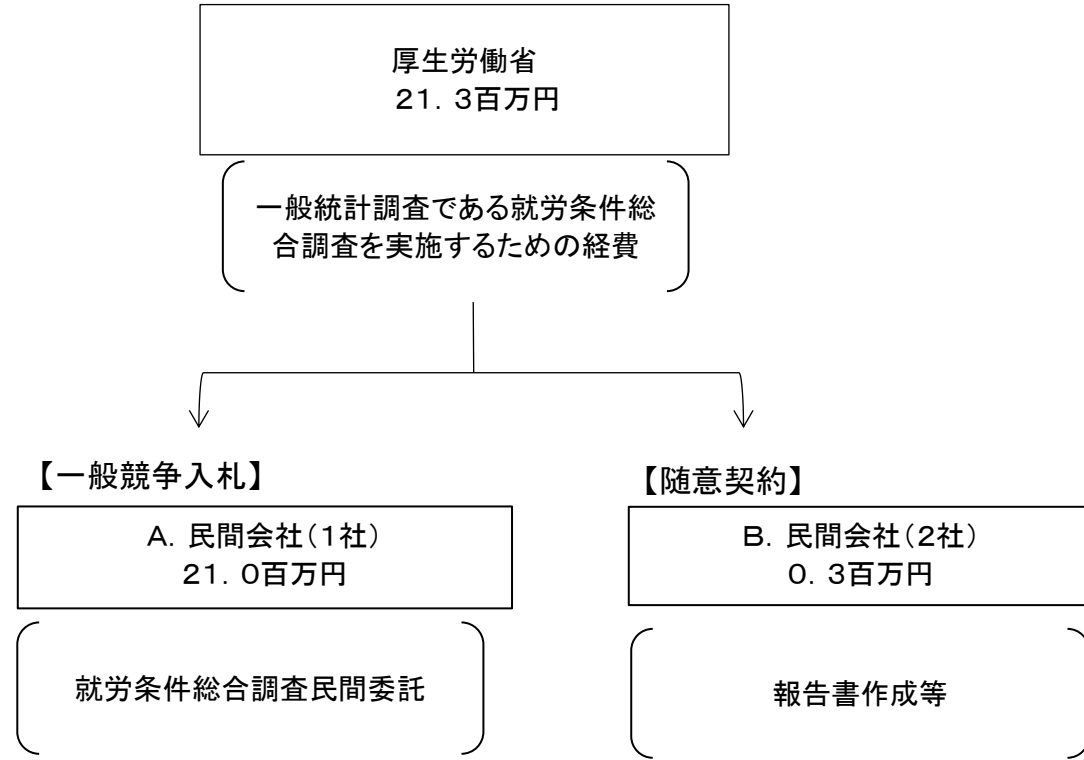 厚生労働省
21.3百万円
一般統計調査である就労条件総
合調査を実施するための経費
【一般競争入札】
【随意契約】
A.民間会社(1社)
21.0百万円
B.民間会社(2社)
0.3百万円
就労条件総合調査民間委託
報告書作成等